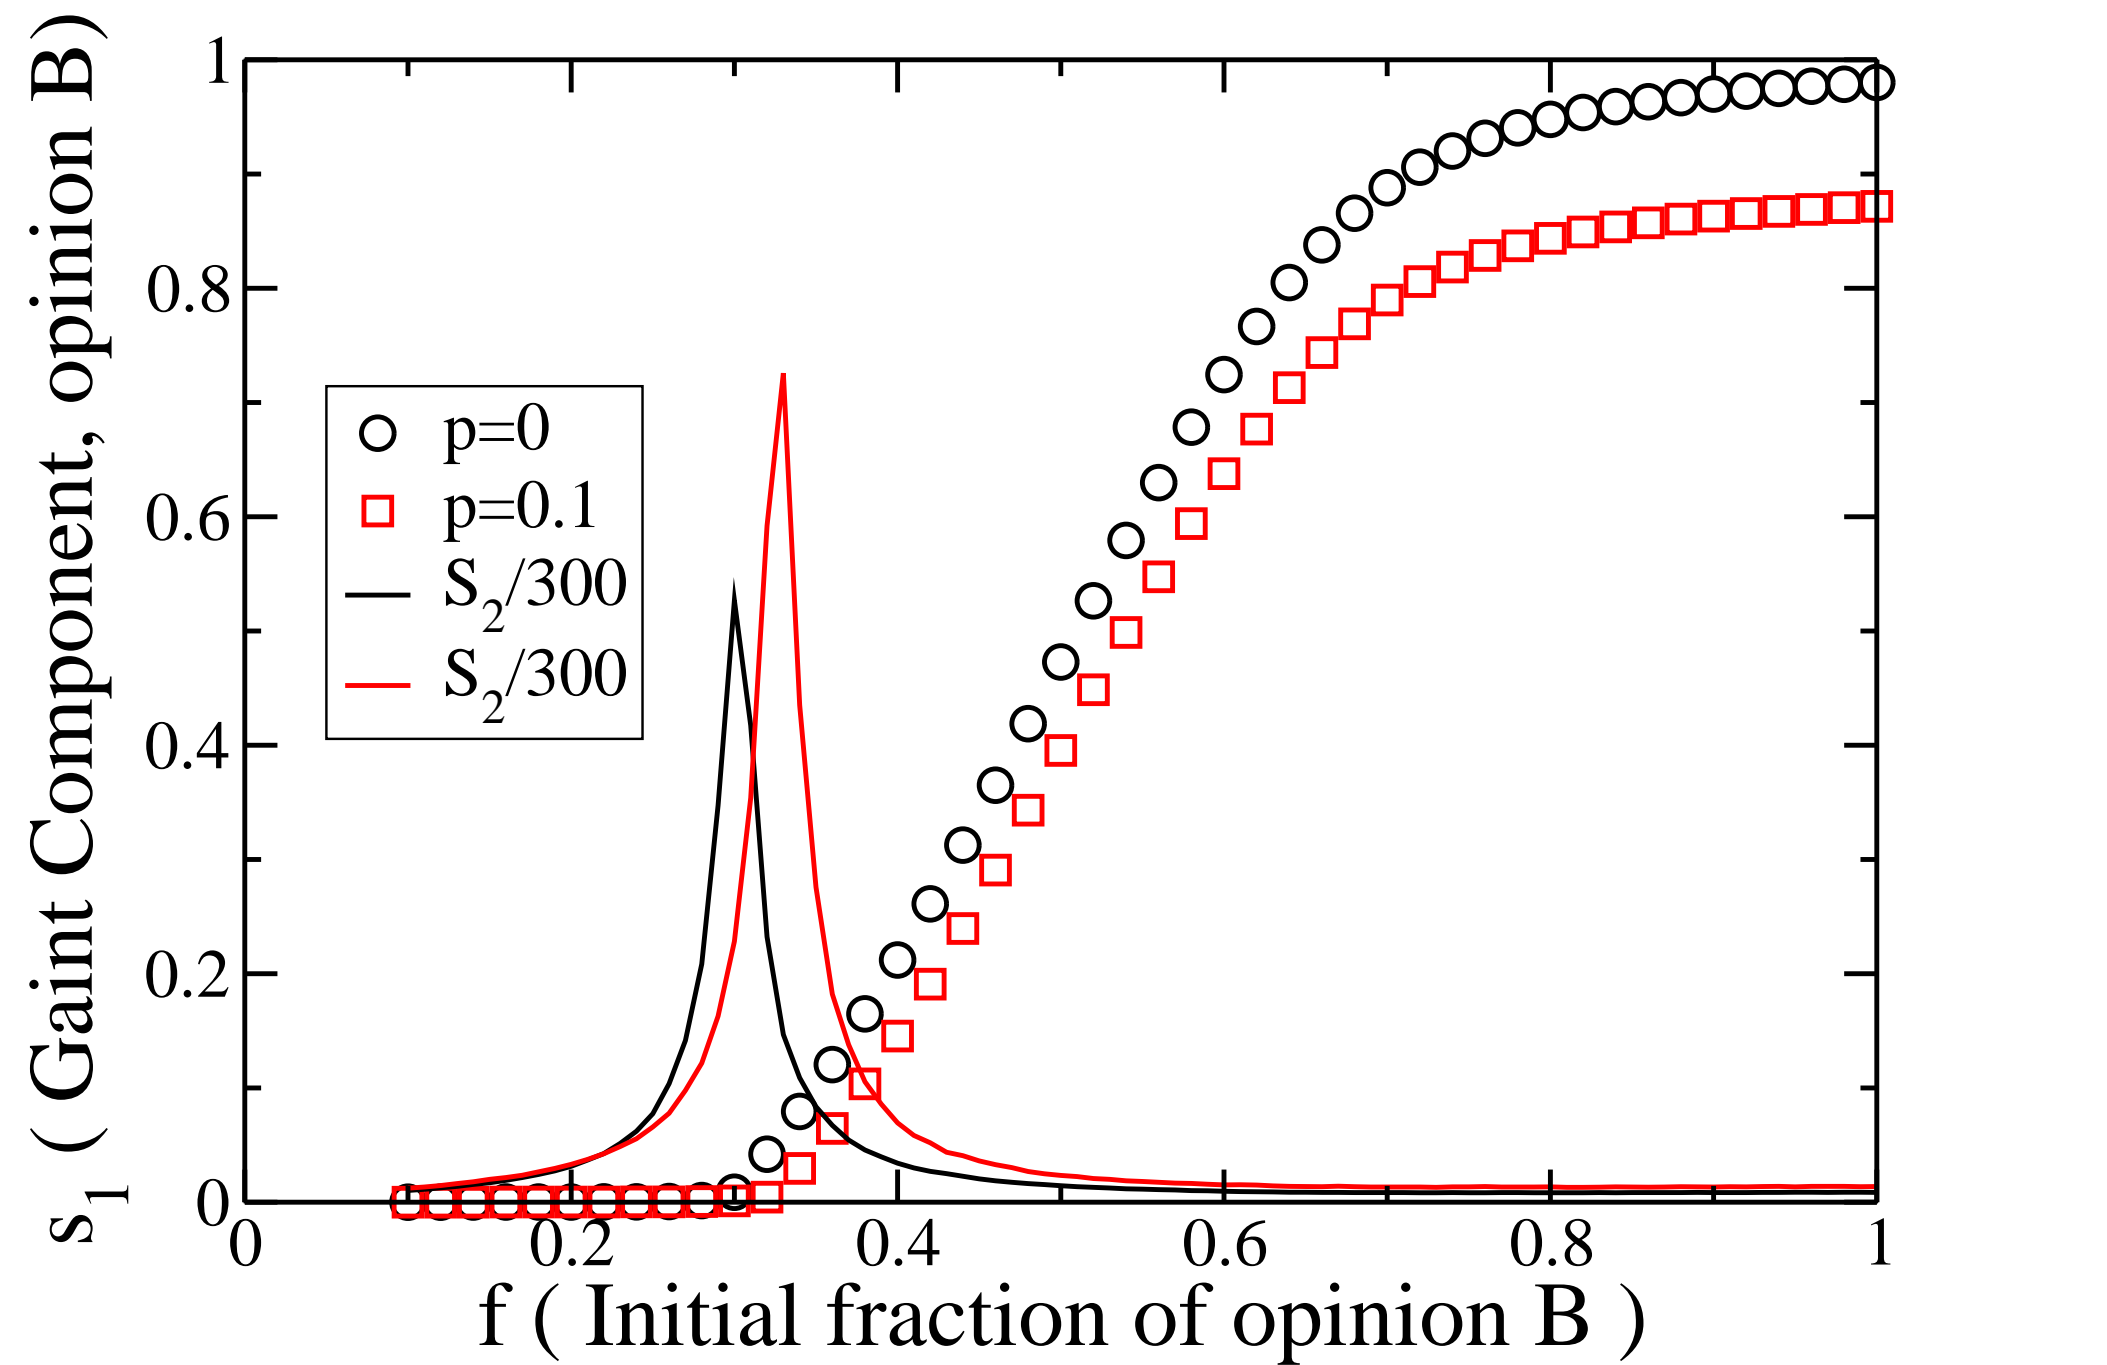 s1 ( Gaint Component, opinion B)
1
0.8
0.6
0.4
0.2
0
p=0
p=0.1
S2/300
S2/300
0 0.2 0.4 0.6 0.8 1
f ( Initial fraction of opinion B )